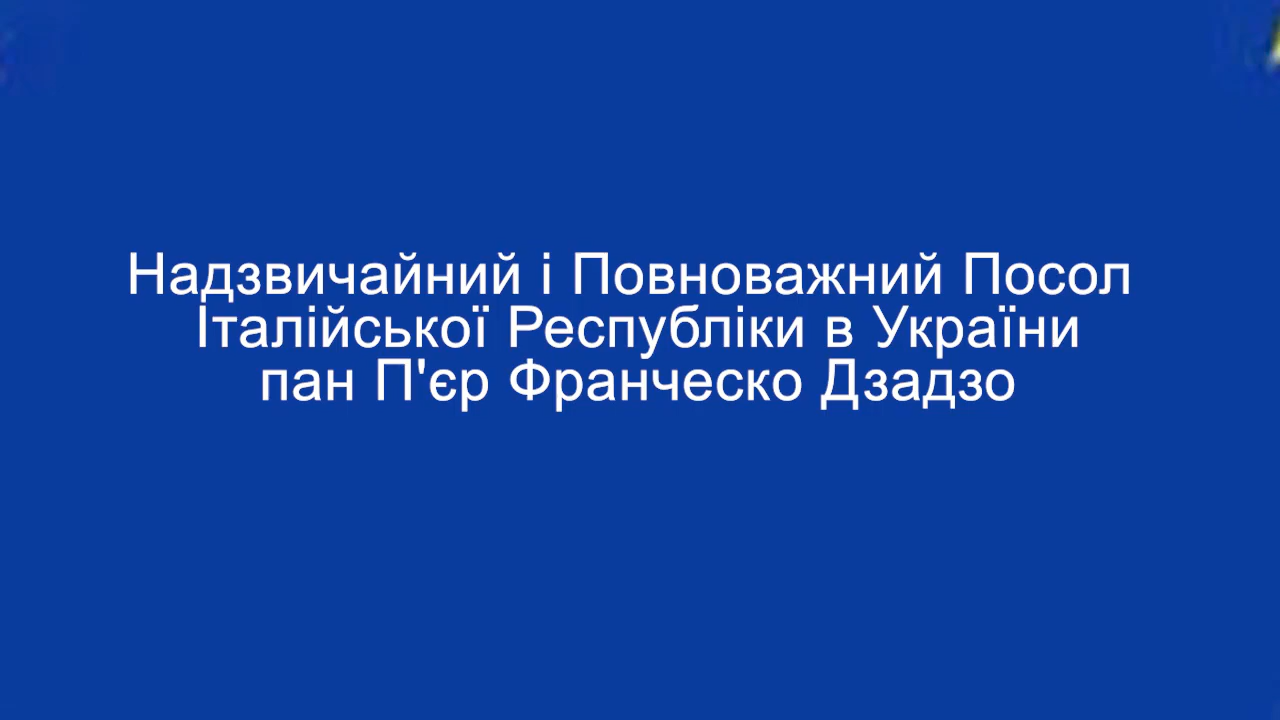 Надзвичайний і Повноважний Посол
Італійської Республіки в України
пан П'єр Франческо Дзадзо